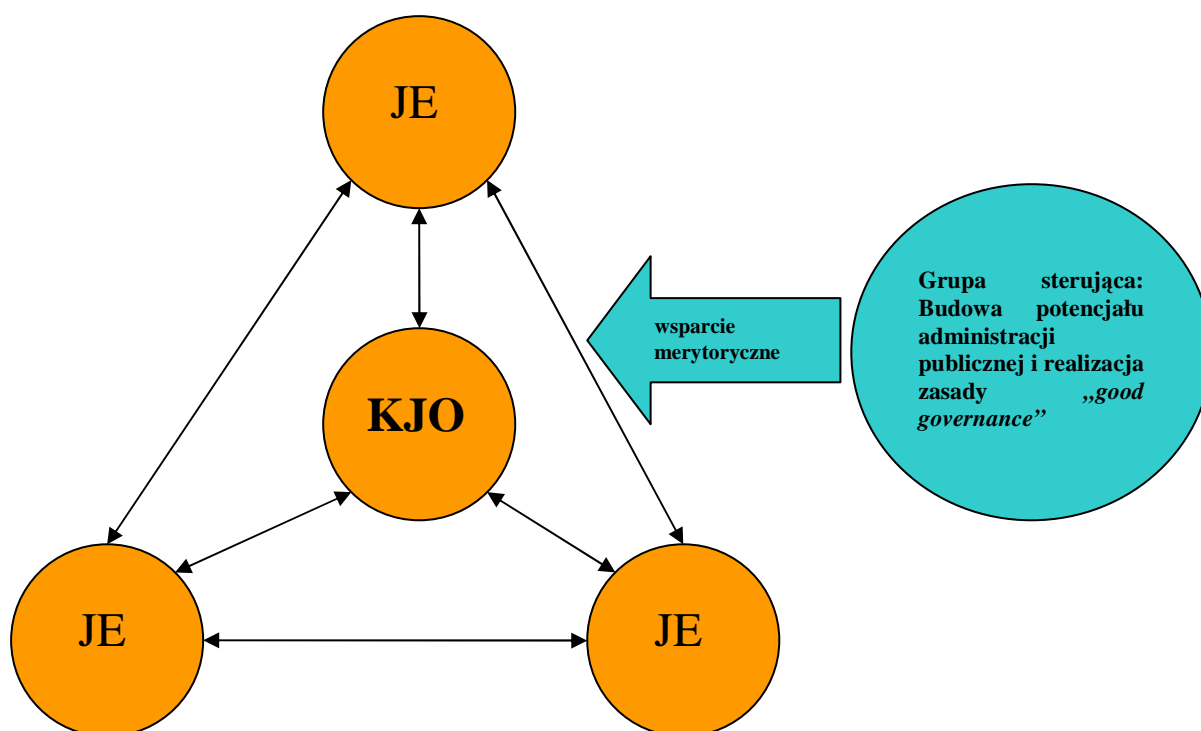 JE
KJO
JE
JE
wsparcie
merytoryczne
Grupa sterująca:
Budowa potencjału
administracji
publicznej i realizacja
zasady „good
governance”